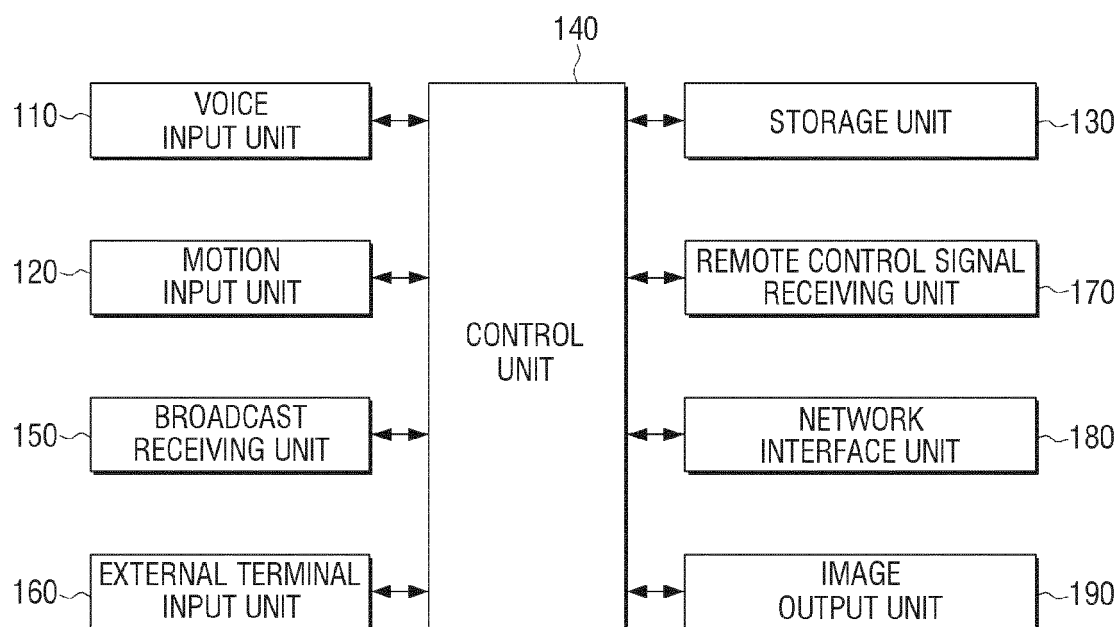 140
110
VOICE
INPUT UNIT
STORAGE UNIT
130
120
MOTION
INPUT UNIT
REMOTE CONTROL SIGNAL
RECEIVING UNIT
170
CONTROL
UNIT
150
BROADCAST
RECEIVING UNIT
NETWORK
INTERFACE UNIT
180
160
EXTERNAL TERMINAL
INPUT UNIT
IMAGE
OUTPUT UNIT
190